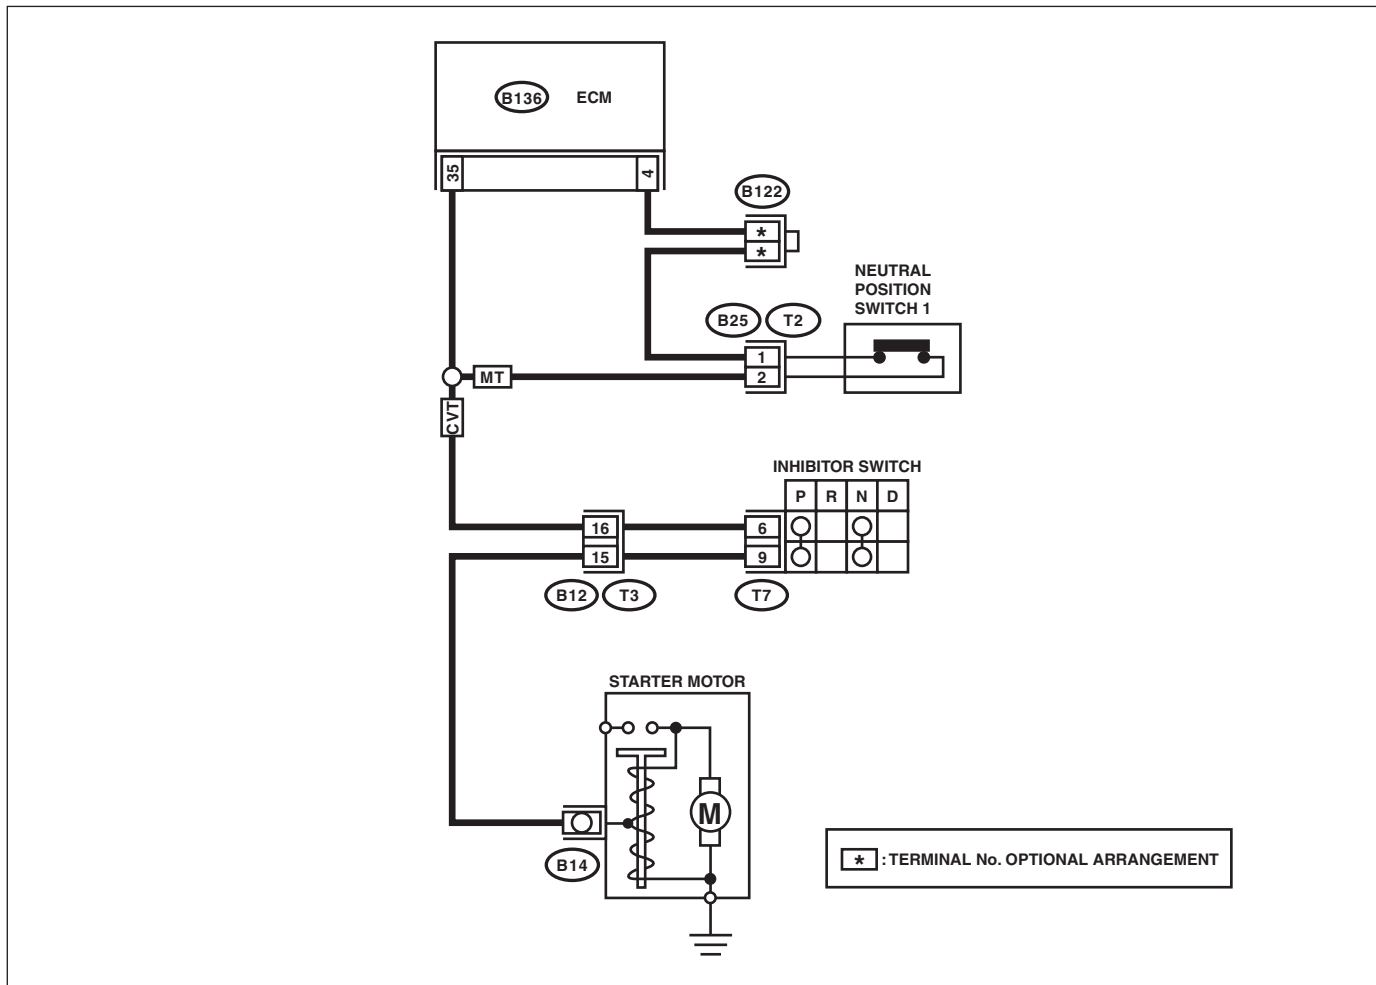 B136 ECM
35 4
B122
*
*
NEUTRAL
POSITION
SWITCH 1
B25 T2
1
2
MT
CVT
INHIBITOR SWITCH
P R N D
16 6
15 9
B12 T3 T7
STARTER MOTOR
M
B14
* : TERMINAL No. OPTIONAL ARRANGEMENT